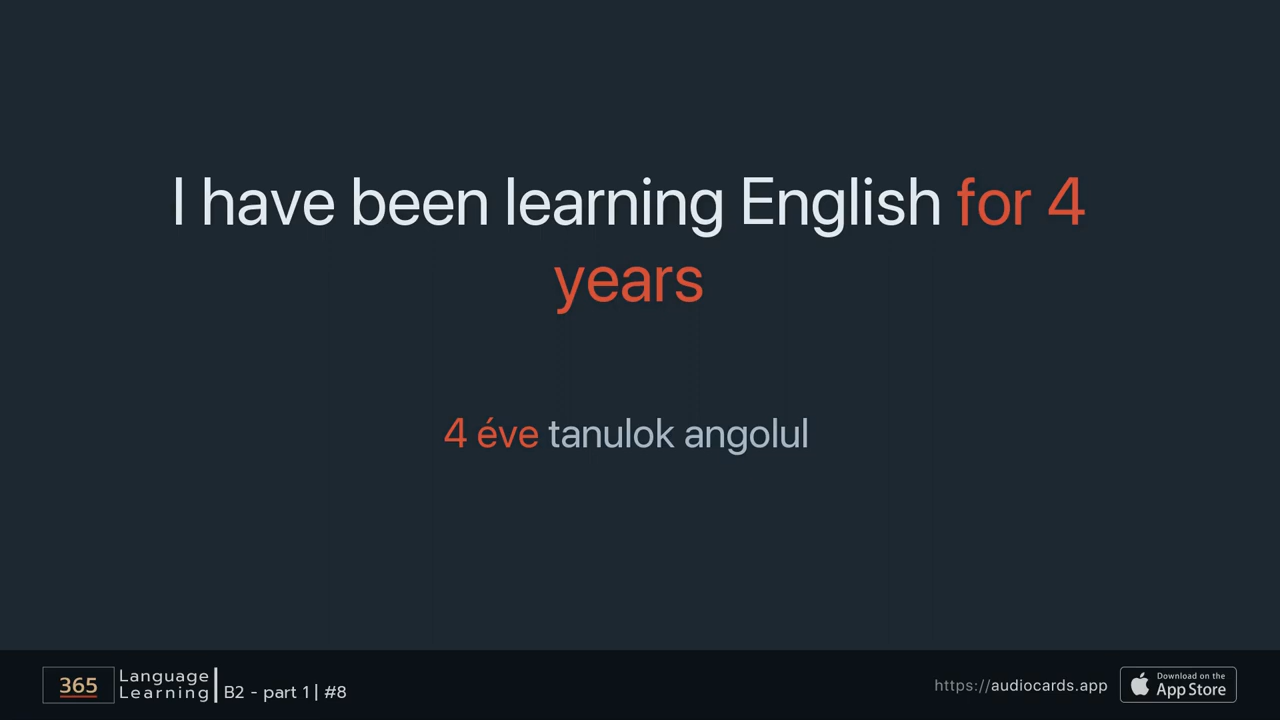 I have been learning English for 4
years
4 éve tanulok angolul
365
Language
Learning
B2 - part 1 | #8
https://audiocards.app
Download on the
App Store